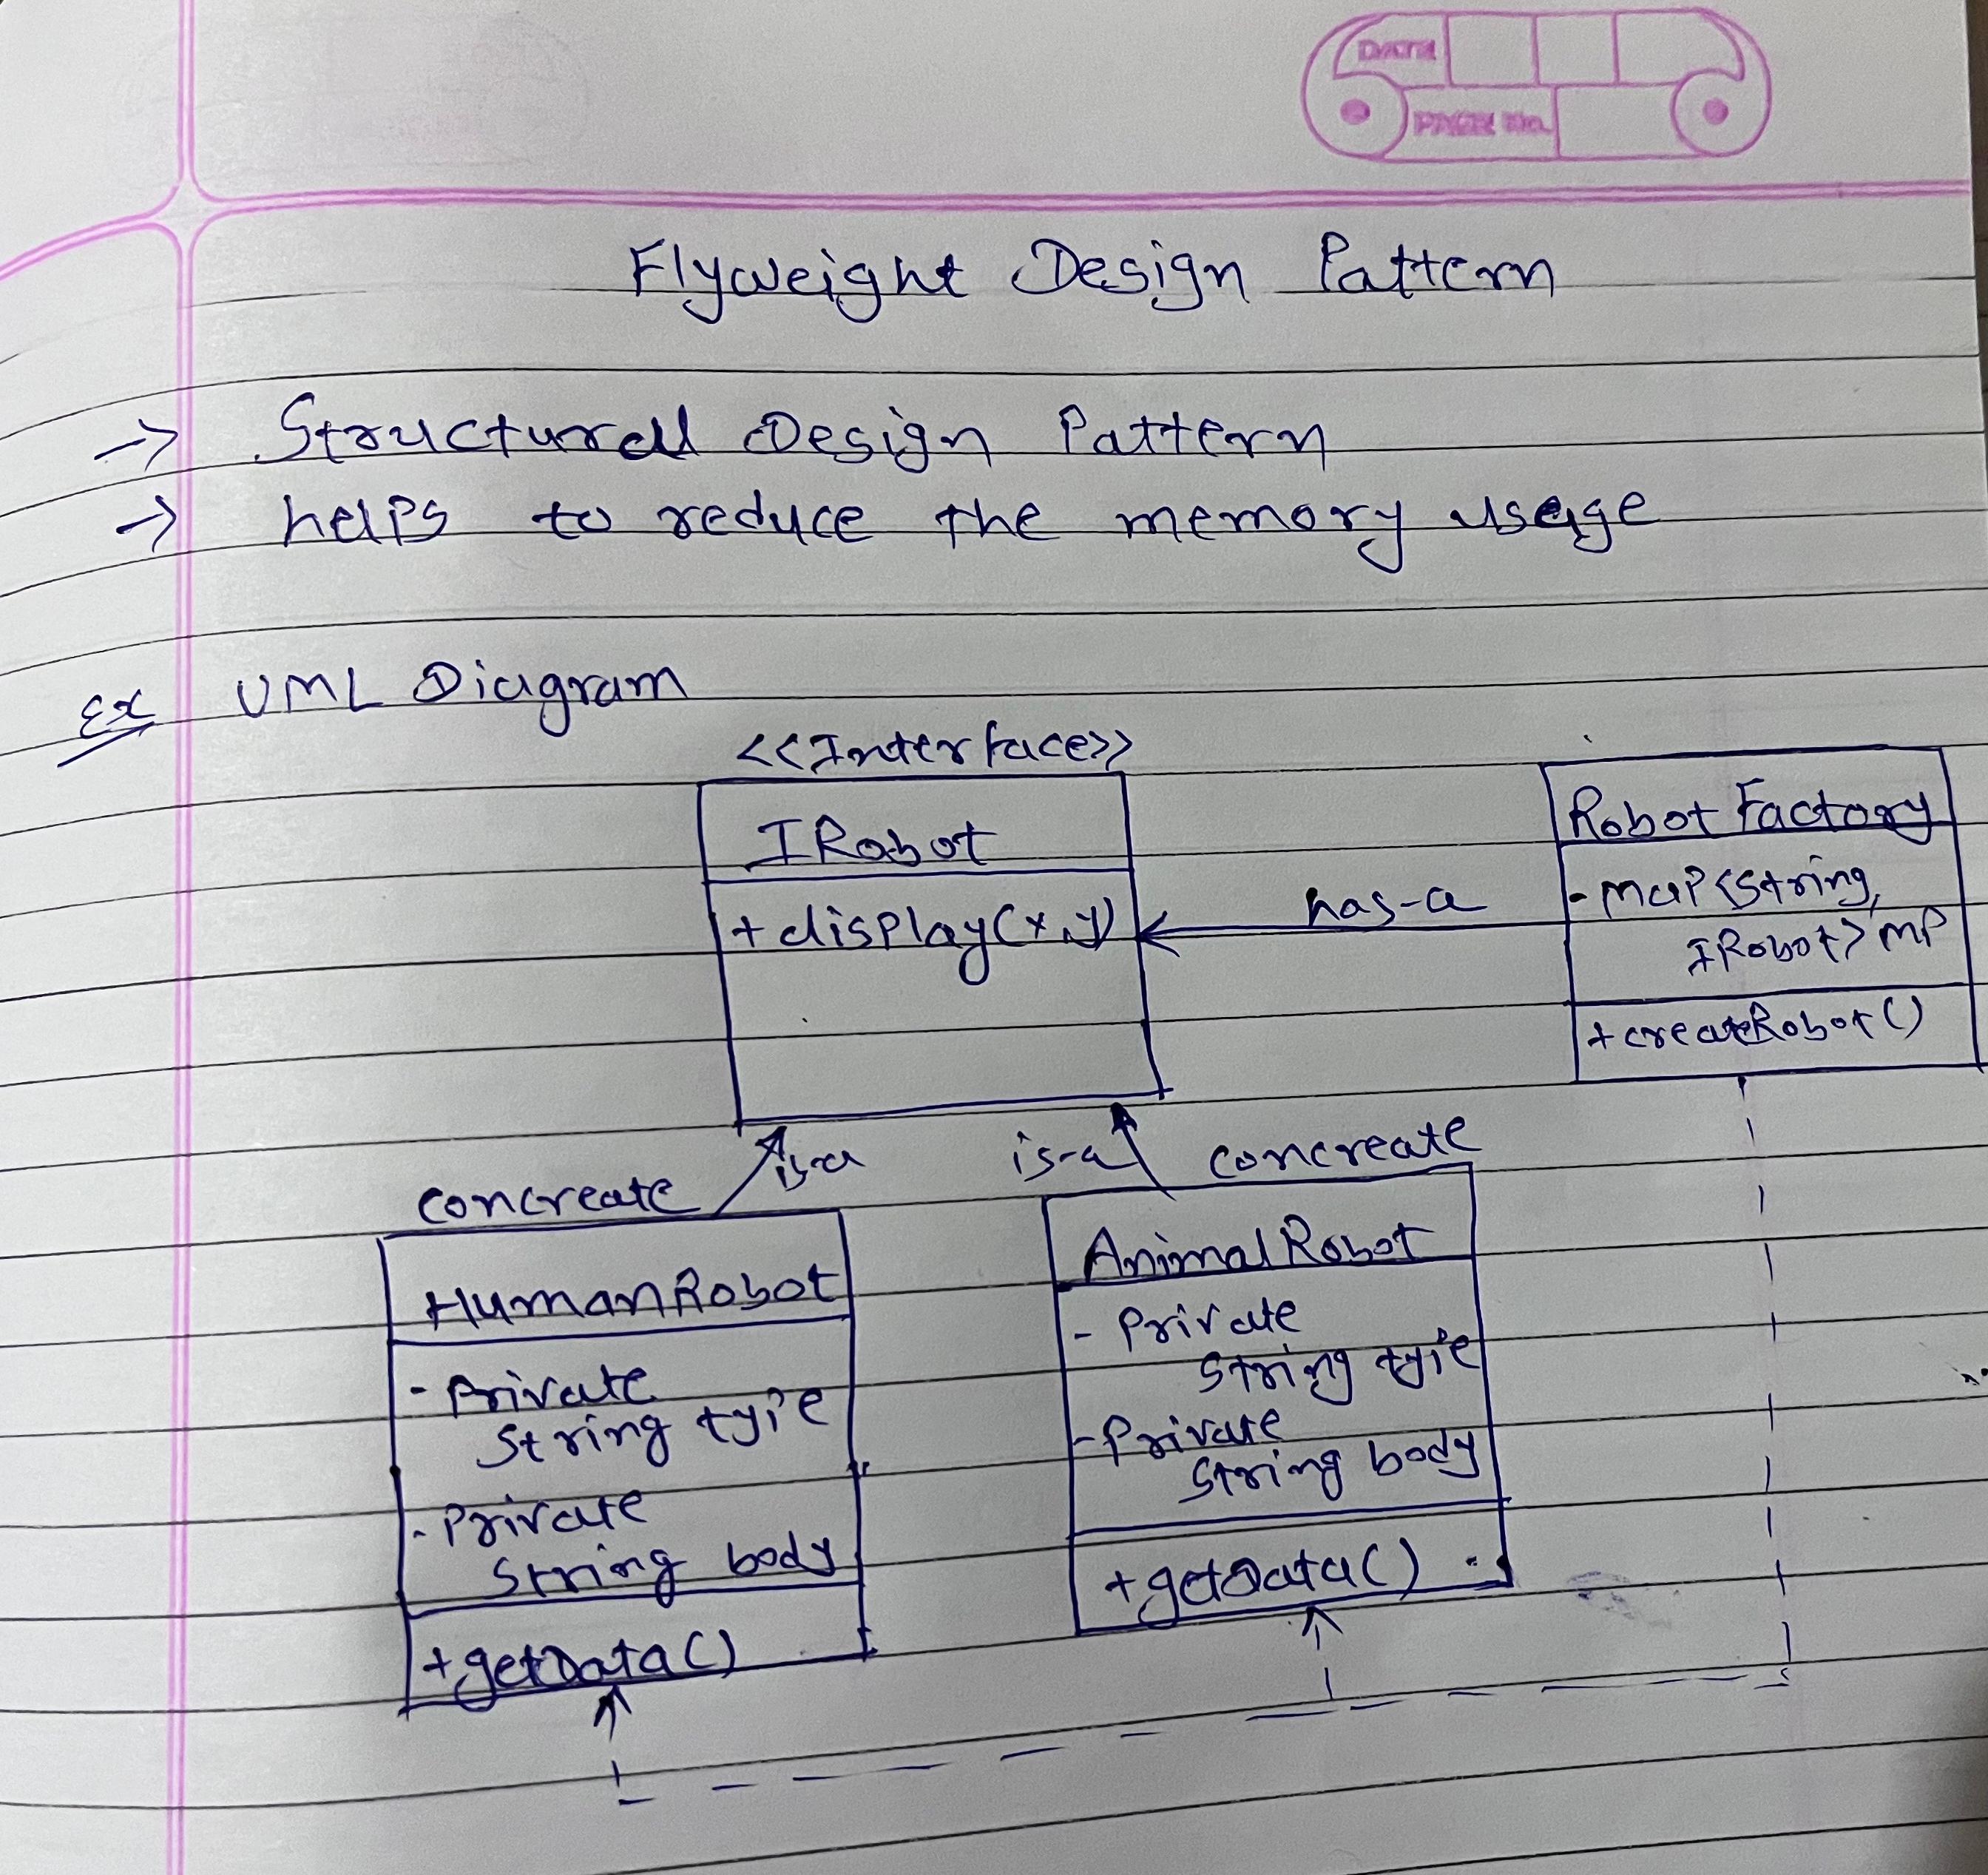 DATE
PAGE No.
Flyweight Design Pattern
-> Structural Design Pattern
-> helps to reduce the memory usage
Ex UML Diagram
<<Interface>>
IRobot
+ display(x,y)
has-a
Robot Factory
- map<string,
IRobot> mp
+ createRobot()
is-a
is-a
concreate
HumanRobot
- Private
String type
- Private
String body
+ getData()
concreate
AnimalRobot
- Private
String type
- Private
String body
+ getData()